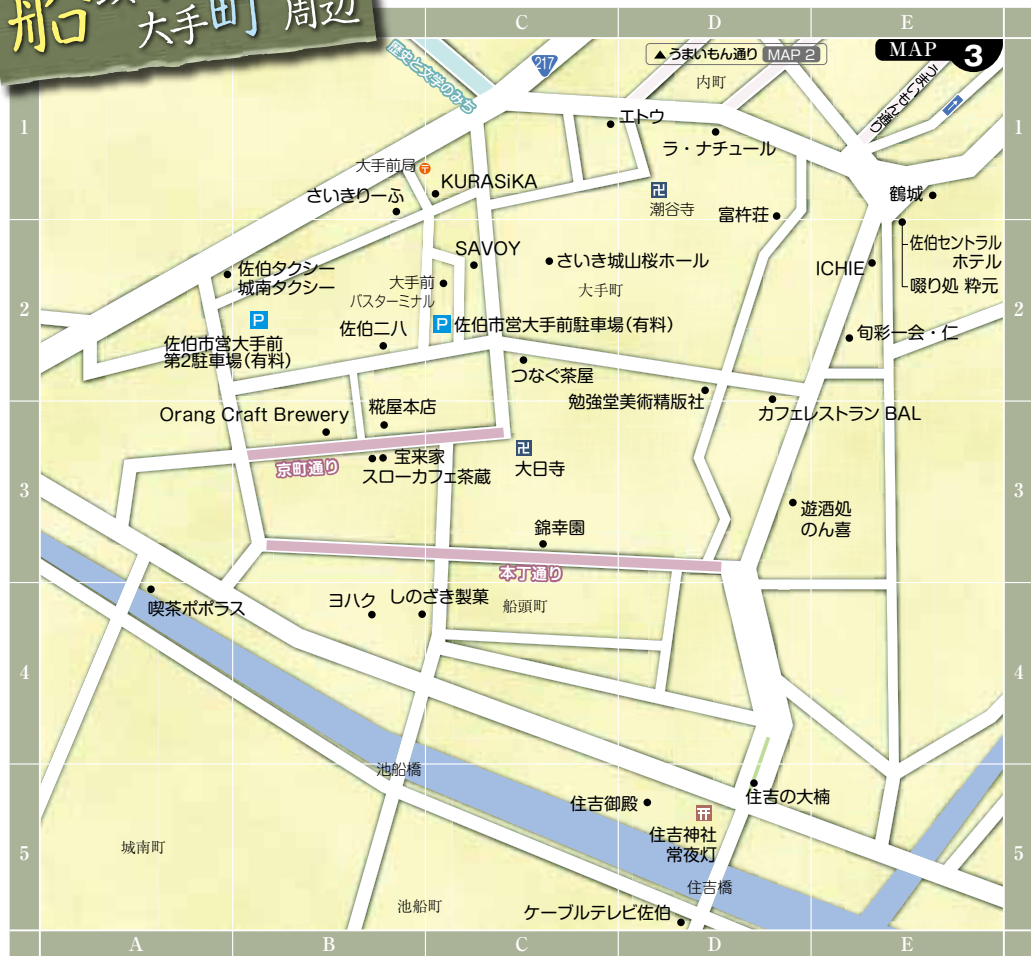 船頭
大手町 周辺
C
D
E
MAP 3
▲うまいもん通り MAP 2
歴史と文学のみち
217
内町
うまいもん通り
1
1
エトウ
ラ・ナチュール
大手前局
KURASiKA
さいきりーふ
潮谷寺
富杵荘
鶴城
佐伯セントラル
ホテル
啜り処 粋元
SAVOY
さいき城山桜ホール
ICHIE
佐伯タクシー
城南タクシー
大手前
バスターミナル
大手町
2
2
P
P 佐伯市営大手前駐車場(有料)
佐伯二八
旬彩一会・仁
佐伯市営大手前
第2駐車場(有料)
つなぐ茶屋
勉強堂美術精版社
カフェレストラン BAL
Orang Craft Brewery
糀屋本店
京町通り
宝来家
スローカフェ茶蔵
大日寺
3
3
遊酒処
のん喜
錦幸園
本丁通り
喫茶ポポラス
ヨハク
しのざき製菓
船頭町
4
4
池船橋
住吉御殿
住吉の大楠
住吉神社
常夜灯
城南町
5
5
住吉橋
池船町
ケーブルテレビ佐伯
A
B
C
D
E